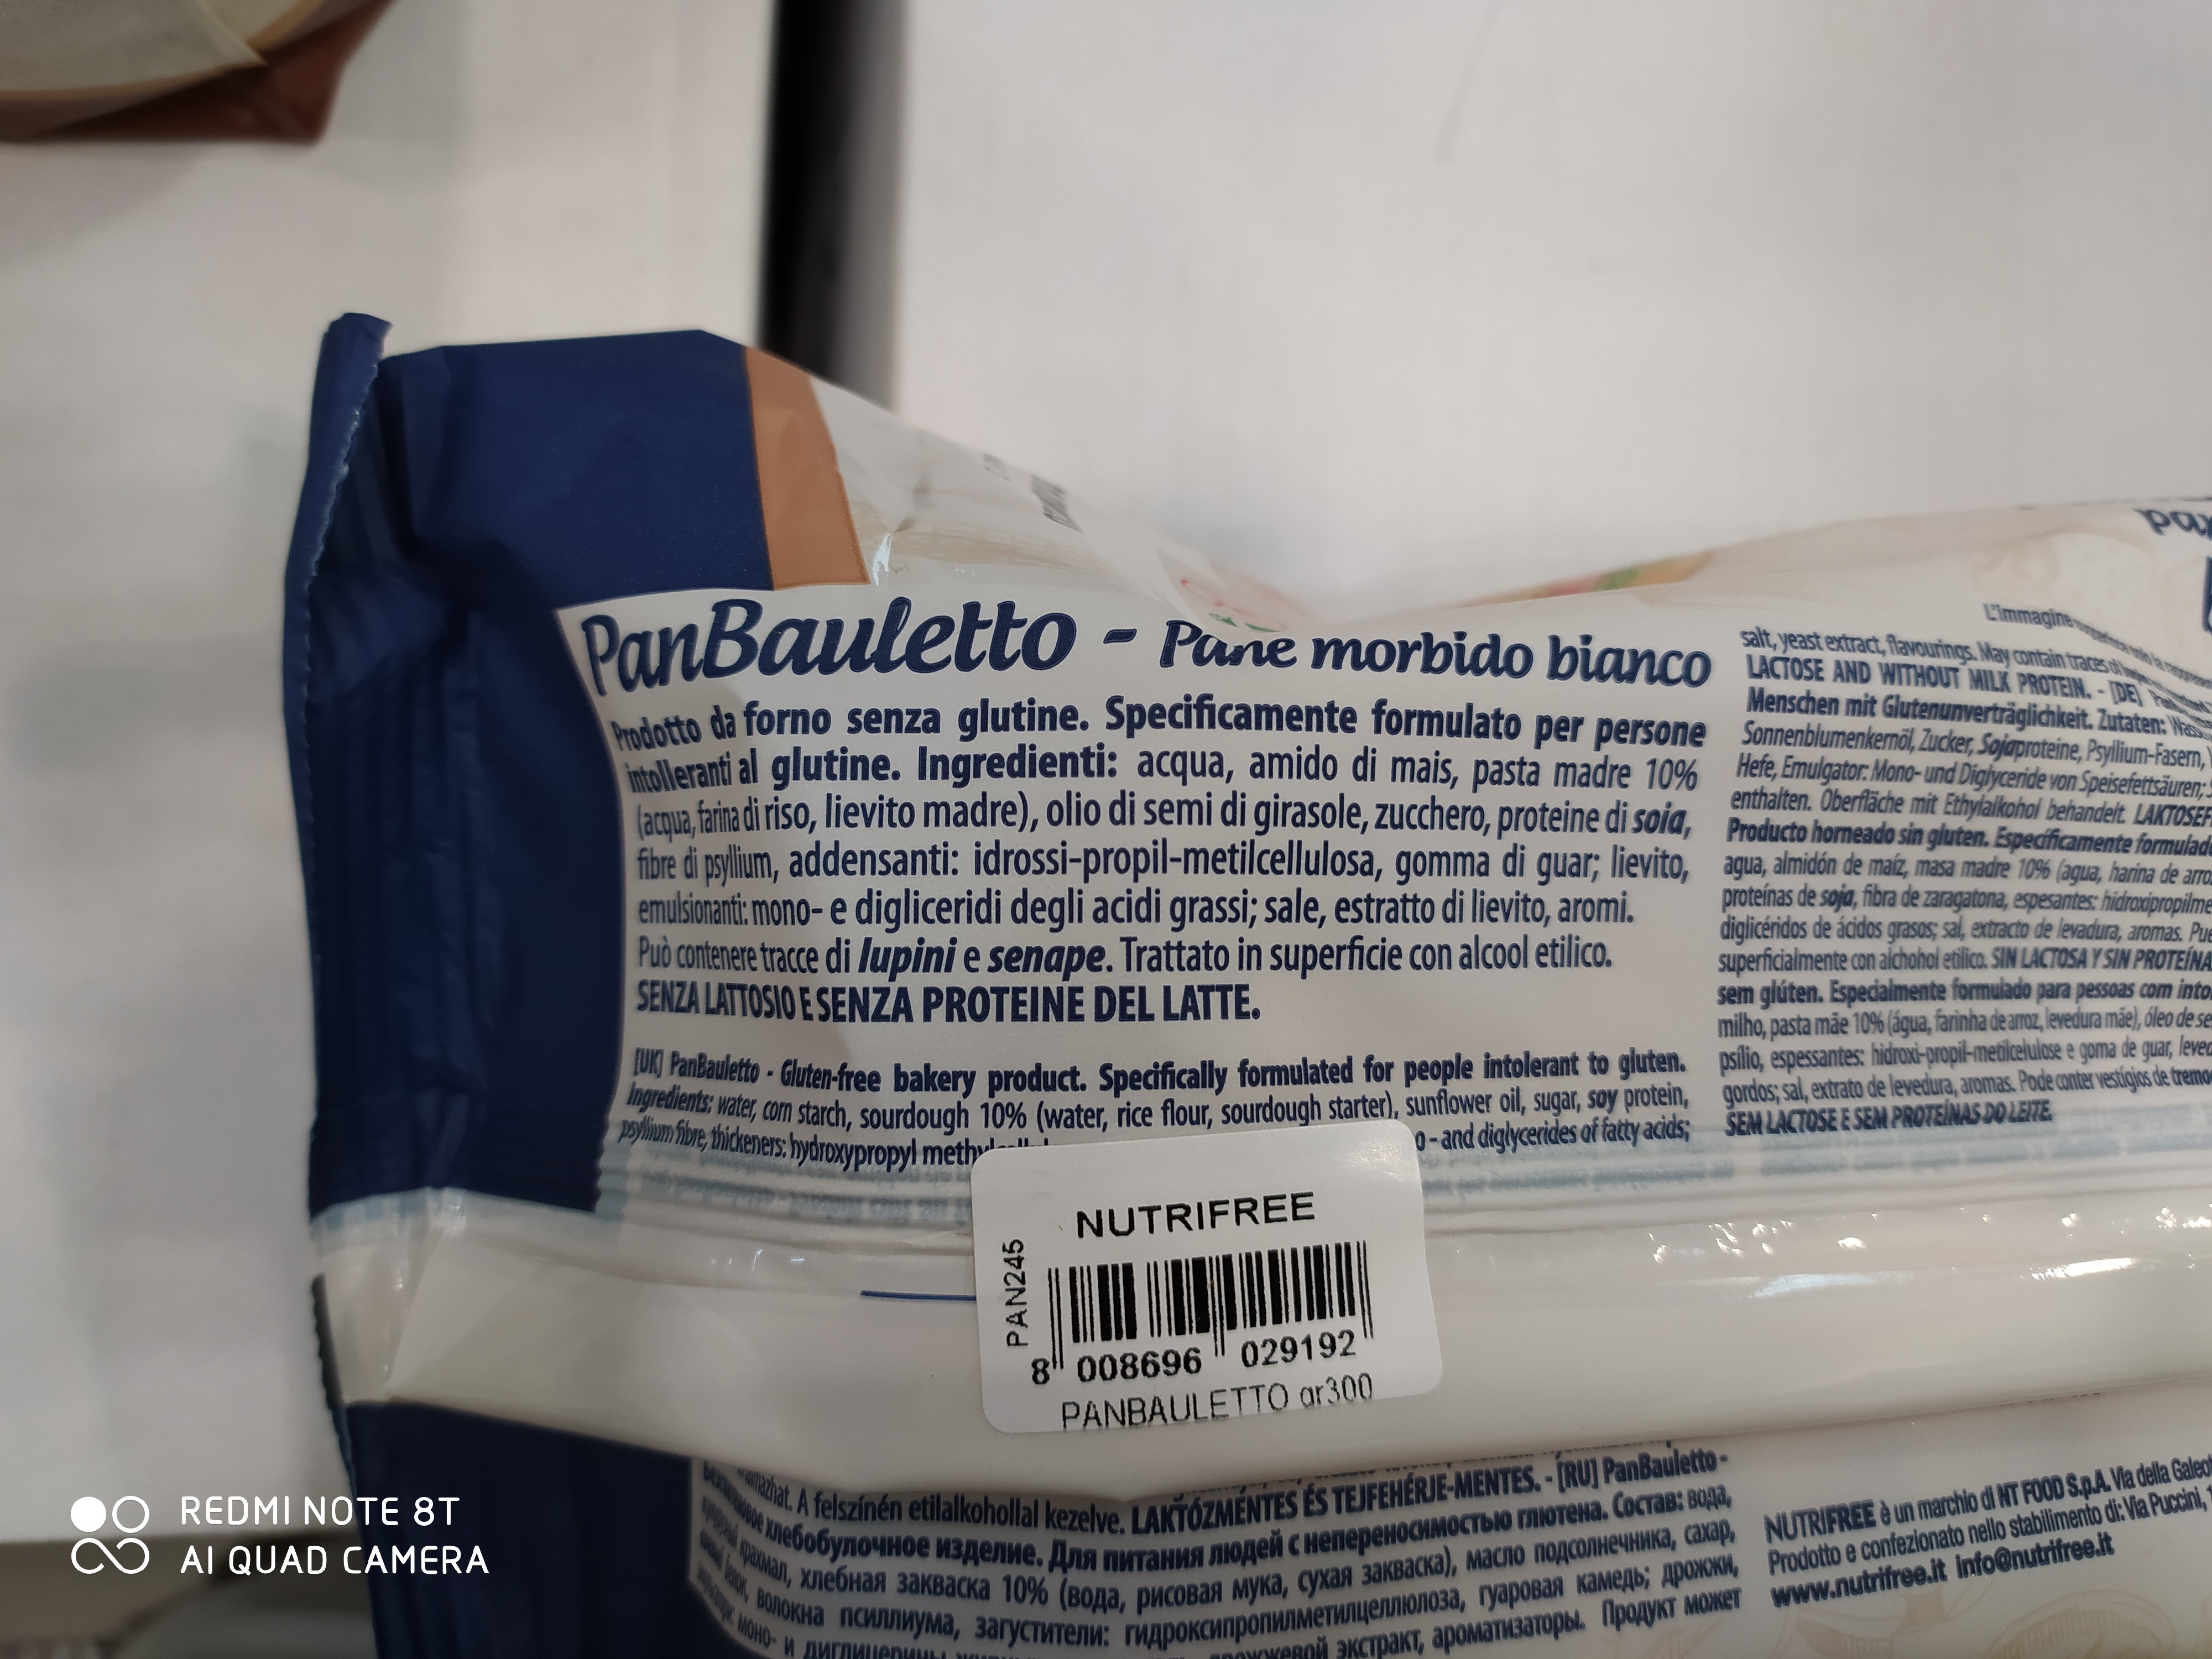 PanBauletto - Pane morbido bianco
Prodotto da forno senza glutine. Specificamente formulato per persone
intolleranti al glutine. Ingredienti: acqua, amido di mais, pasta madre 10%
(acqua, farina di riso, lievito madre), olio di semi di girasole, zucchero, proteine di soia,
fibre di psyllium, addensanti: idrossi-propil-metilcellulosa, gomma di guar; lievito,
emulsionanti: mono- e digliceridi degli acidi grassi; sale, estratto di lievito, aromi.
Può contenere tracce di lupini e senape. Trattato in superficie con alcool etilico.
SENZA LATTOSIO E SENZA PROTEINE DEL LATTE.
[UK] PanBauletto - Gluten-free bakery product. Specifically formulated for people intolerant to gluten.
Ingredients: water, corn starch, sourdough 10% (water, rice flour, sourdough starter), sunflower oil, sugar, soy protein,
psyllium fibre, thickeners: hydroxypropyl - and diglycerides of fatty acids;
L'immagine
salt, yeast extract, flavourings. May contain traces
LACTOSE AND WITHOUT MILK PROTEIN. - [DE]
Menschen mit Glutenunverträglichkeit. Zutaten:
Sonnenblumenkernöl, Zucker, Sojaproteine, Psyllium-Fasern,
Hefe, Emulgator: Mono- und Diglyceride von Speisefettsäuren;
enthalten. Oberfläche mit Ethylalkohol behandelt.
Producto horneado sin gluten. Específicamente
agua, almidón de maíz, masa madre 10% (agua, harina de
proteínas de soja, fibra de zaragatona, espesantes:
diglicéridos de ácidos grasos; sal, extracto de levadura, aromas.
superficialmente con alchohol etílico. SIN LACTOSA Y SIN
sem glúten. Especialmente formulado para pessoas com
milho, pasta mãe 10% (água, farinha de arroz, levedura mãe), óleo de
psílio, espessantes: hidroxi-propil-metilcelulose e goma de guar,
gordos; sal, extrato de levedura, aromas. Pode conter vestígios de
SEM LACTOSE E SEM PROTEÍNAS DO LEITE.
NUTRIFREE
PAN245
8 008696 029192
PANBAULETTO gr300
A felszínén etilalkohollal kezelve. LAKTÓZMENTES ÉS TEJFEHÉRJE-MENTES. - [RU] PanBauletto -
хлебобулочное изделие. Для питания людей с непереносимостью глютена. Состав: вода,
крахмал, хлебная закваска 10% (вода, рисовая мука, сухая закваска), масло подсолнечника, сахар,
волокна псиллиума, загустители: гидроксипропилметилцеллюлоза, гуаровая камедь; дрожжи,
моно- и экстракт, ароматизаторы. Продукт может
NUTRIFREE è un marchio di NT FOOD S.p.A. Via della
Prodotto e confezionato nello stabilimento di: Via Puccini,
www.nutrifree.it info@nutrifree.it
REDMI NOTE 8T
AI QUAD CAMERA